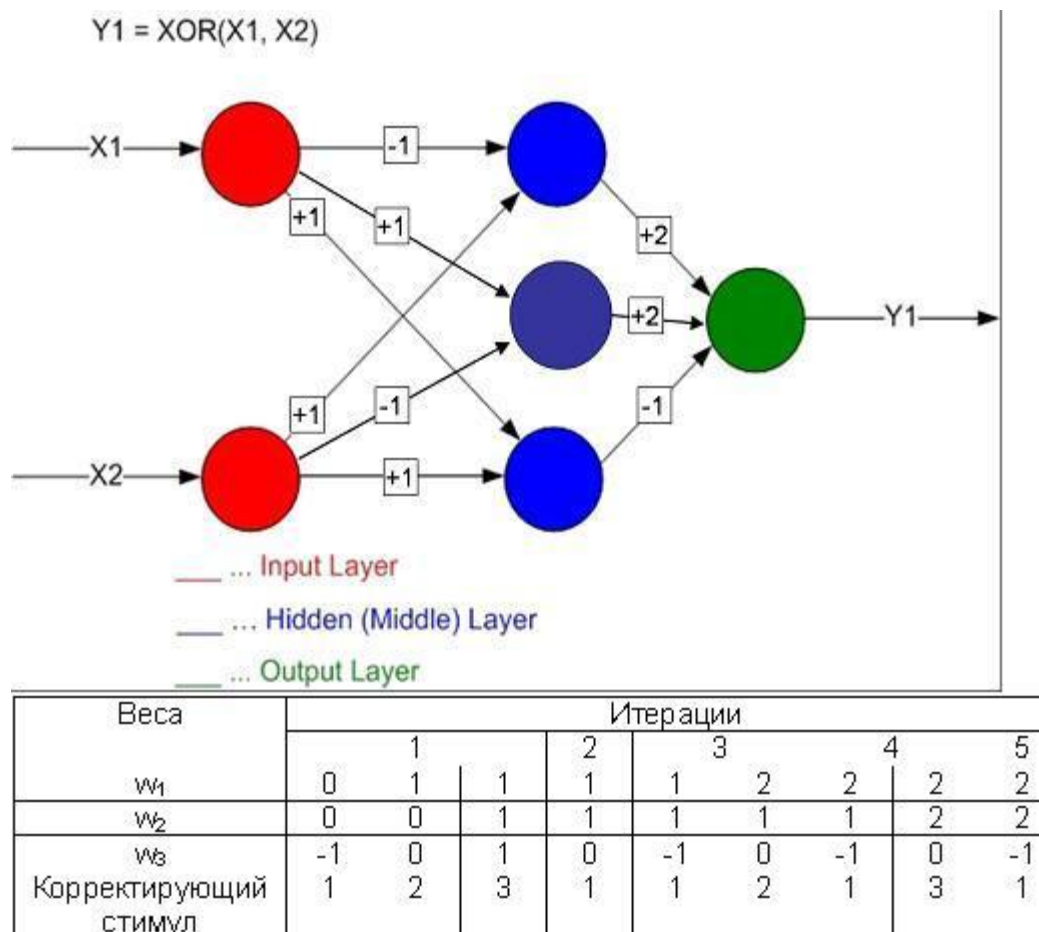 Y1 = XOR(X1, X2)
X1
-1
+1
+1
+2
+2
Y1
+1
-1
-1
X2
+1
___ ... Input Layer
___ ... Hidden (Middle) Layer
___ ... Output Layer
Веса Итерации
1 2 3 4 5
w1 0 1 1 1 1 2 2 2 2
w2 0 0 1 1 1 1 1 2 2
w3 -1 0 1 0 -1 0 -1 0 -1
Корректирующий 1 2 3 1 1 2 1 3 1
стимул